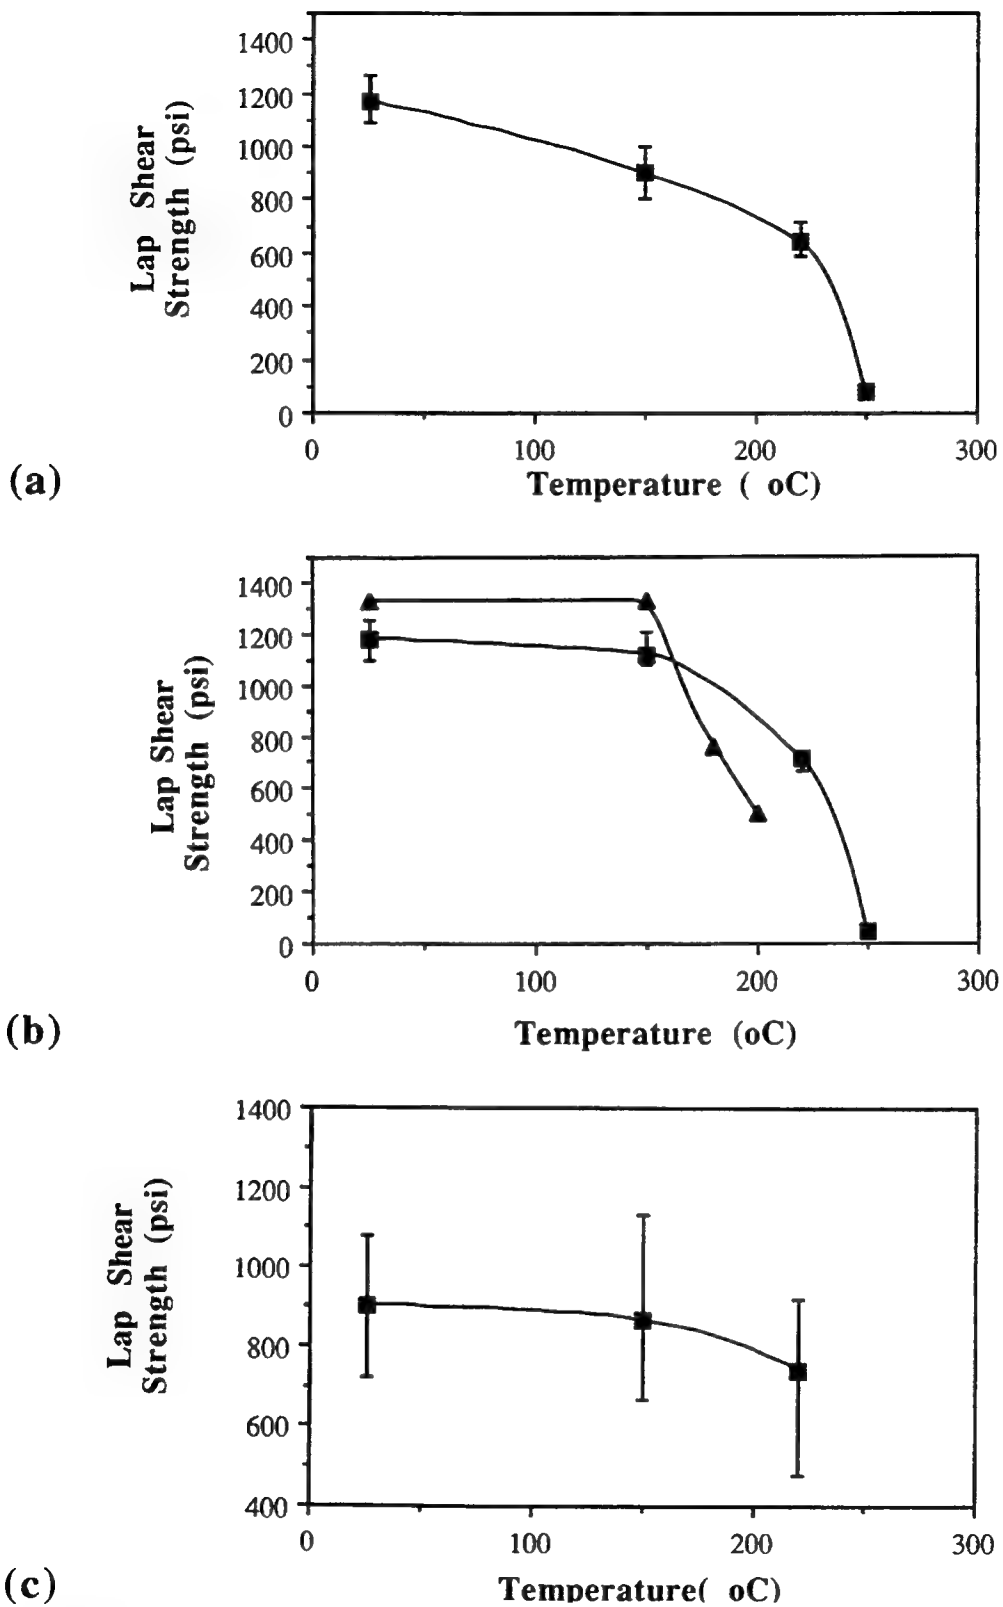 Lap Shear
Strength (psi)
1400
1200
1000
800
600
400
200
0
0 100 200 300
Temperature ( oC)
(a)
Lap Shear
Strength (psi)
1400
1200
1000
800
600
400
200
0
0 100 200 300
Temperature (oC)
(b)
Lap Shear
Strength (psi)
1400
1200
1000
800
600
400
0 100 200 300
Temperature( oC)
(c)